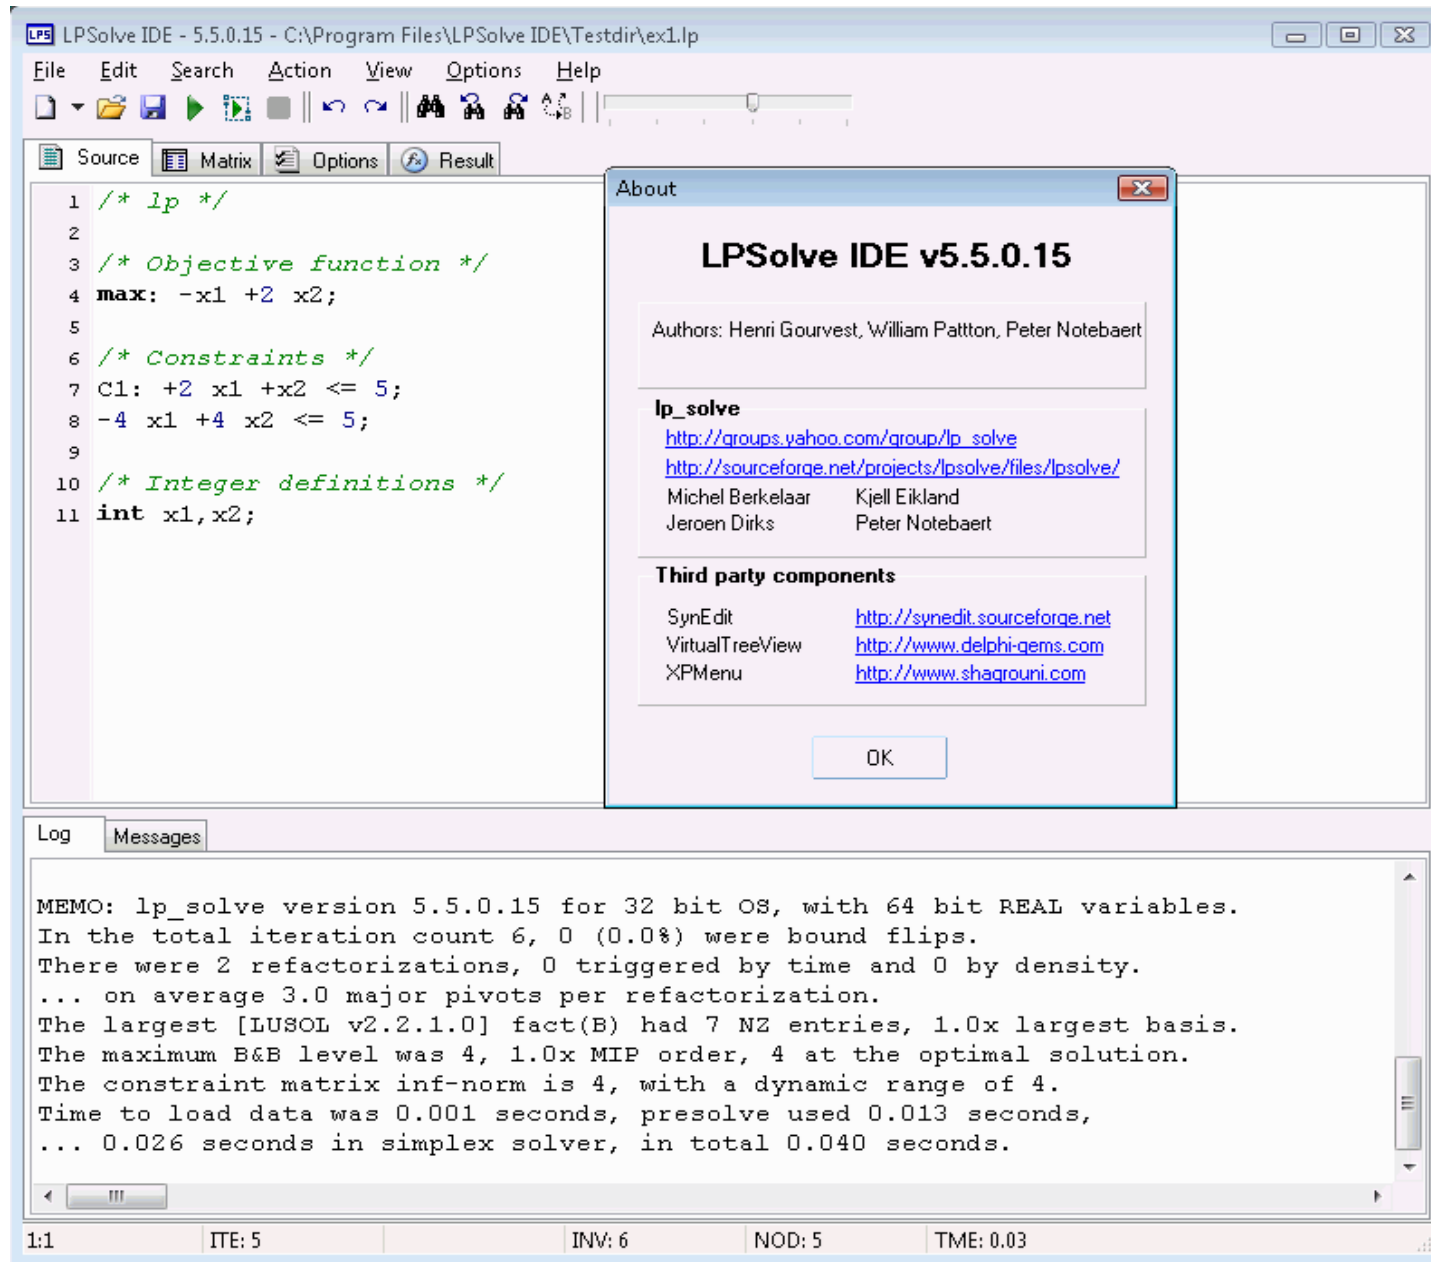 LPS LPSolve IDE - 5.5.0.15 - C:\Program Files\LPSolve IDE\Testdir\ex1.lp
File Edit Search Action View Options Help
Source Matrix Options Result
1 /* lp */
2
3 /* Objective function */
4 max: -x1 +2 x2;
5
6 /* Constraints */
7 C1: +2 x1 +x2 <= 5;
8 -4 x1 +4 x2 <= 5;
9
10 /* Integer definitions */
11 int x1,x2;
About
LPSolve IDE v5.5.0.15
Authors: Henri Gourvest, William Pattton, Peter Notebaert
lp_solve
http://groups.yahoo.com/group/lp_solve
http://sourceforge.net/projects/lpsolve/files/lpsolve/
Michel Berkelaar Kjell Eikland
Jeroen Dirks Peter Notebaert
Third party components
SynEdit http://synedit.sourceforge.net
VirtualTreeView http://www.delphi-gems.com
XPMenu http://www.shagrouni.com
OK
Log Messages
MEMO: lp_solve version 5.5.0.15 for 32 bit OS, with 64 bit REAL variables.
In the total iteration count 6, 0 (0.0%) were bound flips.
There were 2 refactorizations, 0 triggered by time and 0 by density.
... on average 3.0 major pivots per refactorization.
The largest [LUSOL v2.2.1.0] fact(B) had 7 NZ entries, 1.0x largest basis.
The maximum B&B level was 4, 1.0x MIP order, 4 at the optimal solution.
The constraint matrix inf-norm is 4, with a dynamic range of 4.
Time to load data was 0.001 seconds, presolve used 0.013 seconds,
... 0.026 seconds in simplex solver, in total 0.040 seconds.
1:1 ITE: 5 INV: 6 NOD: 5 TME: 0.03